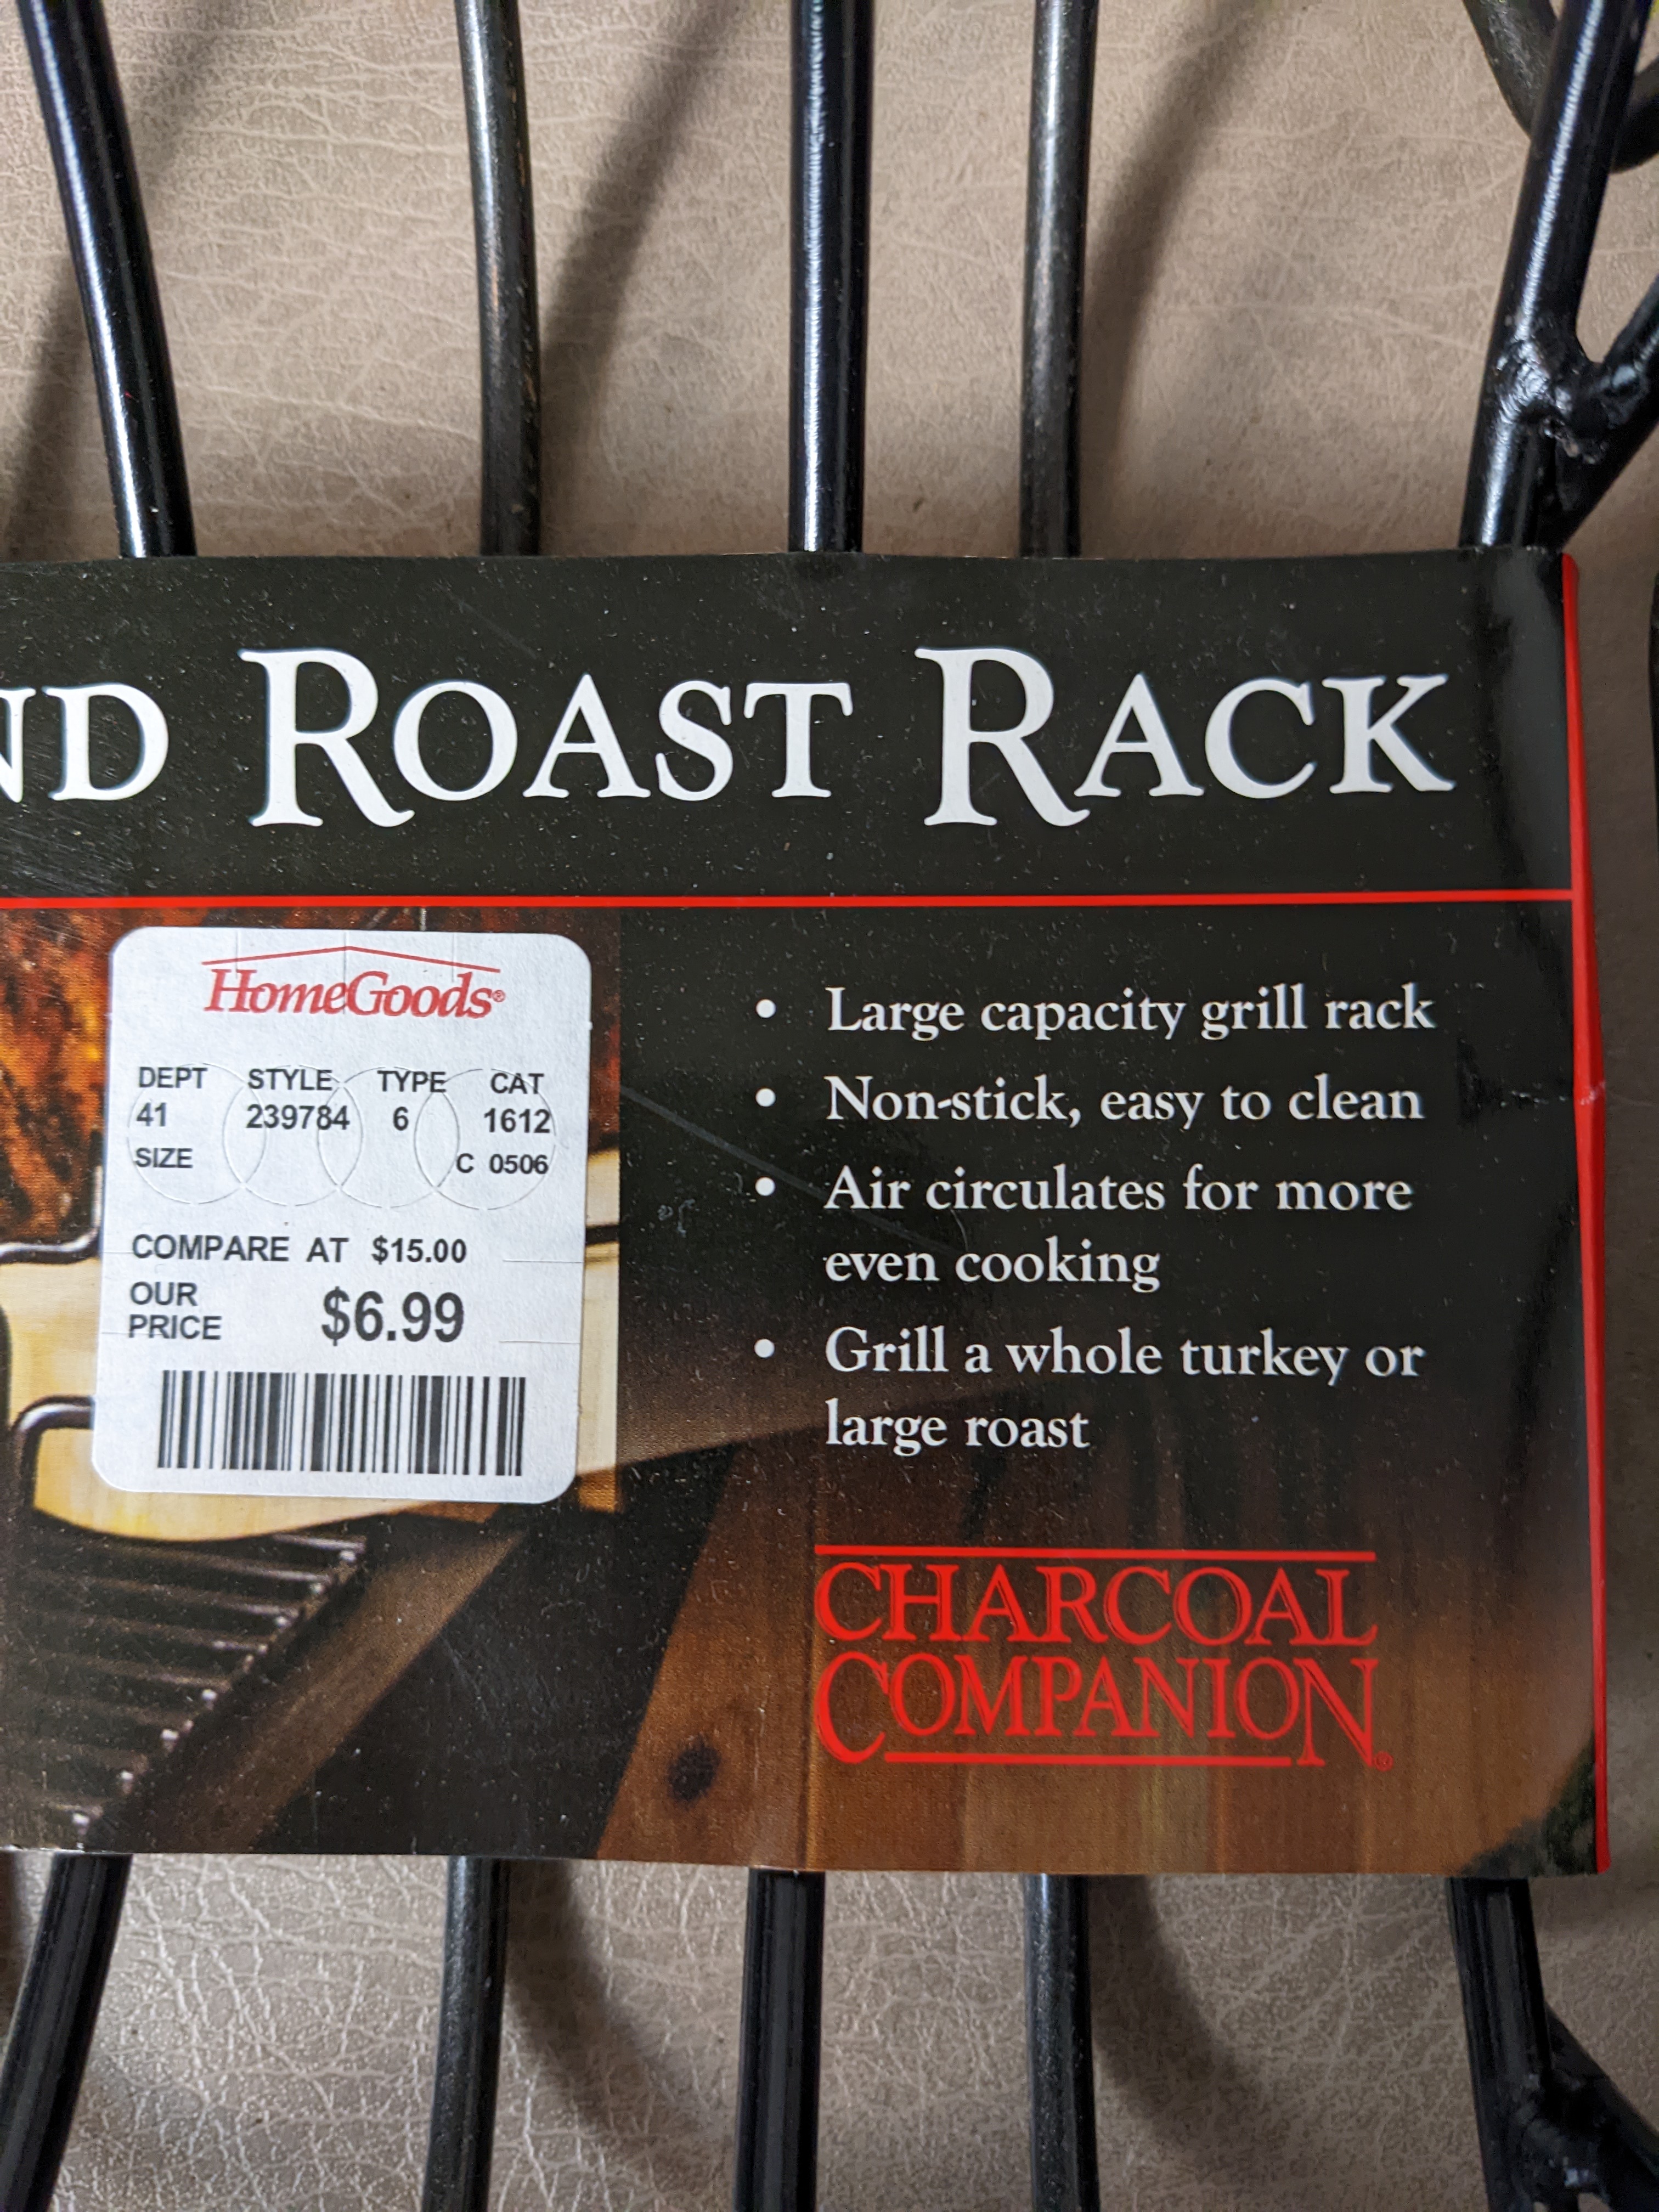 ND ROAST RACK
HomeGoods®
DEPT STYLE TYPE CAT
41 239784 6 1612
SIZE C 0506
COMPARE AT $15.00
OUR
PRICE $6.99
• Large capacity grill rack
• Non-stick, easy to clean
• Air circulates for more
even cooking
• Grill a whole turkey or
large roast
CHARCOAL
COMPANION®